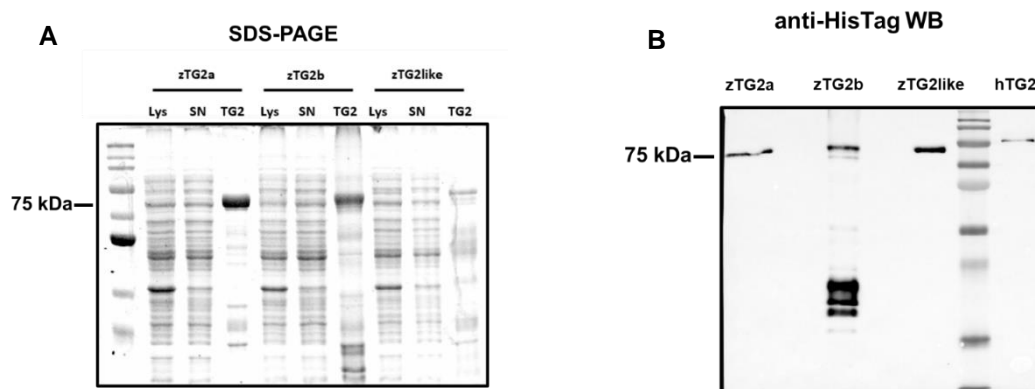 A
SDS-PAGE
zTG2a zTG2b zTG2like
Lys SN TG2 Lys SN TG2 Lys SN TG2
75 kDa
anti-HisTag WB
B
zTG2a zTG2b zTG2like hTG2
75 kDa